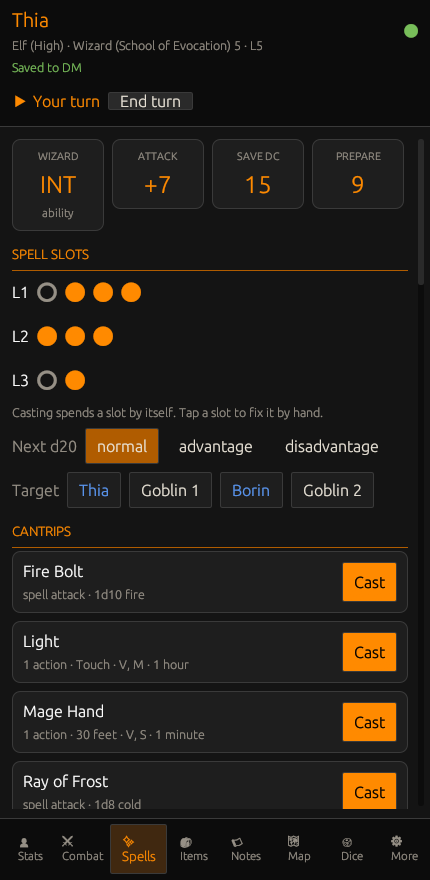 Thia
Elf (High) · Wizard (School of Evocation) 5 · L5
Saved to DM
Your turn End turn
WIZARD ATTACK SAVE DC PREPARE
INT +7 15 9
ability
SPELL SLOTS
L1
L2
L3
Casting spends a slot by itself. Tap a slot to fix it by hand.
Next d20 normal advantage disadvantage
Target Thia Goblin 1 Borin Goblin 2
CANTRIPS
Fire Bolt
spell attack · 1d10 fire
Cast
Light
1 action · Touch · V, M · 1 hour
Cast
Mage Hand
1 action · 30 feet · V, S · 1 minute
Cast
Ray of Frost
spell attack · 1d8 cold
Cast
Stats Combat Spells Items Notes Map Dice More